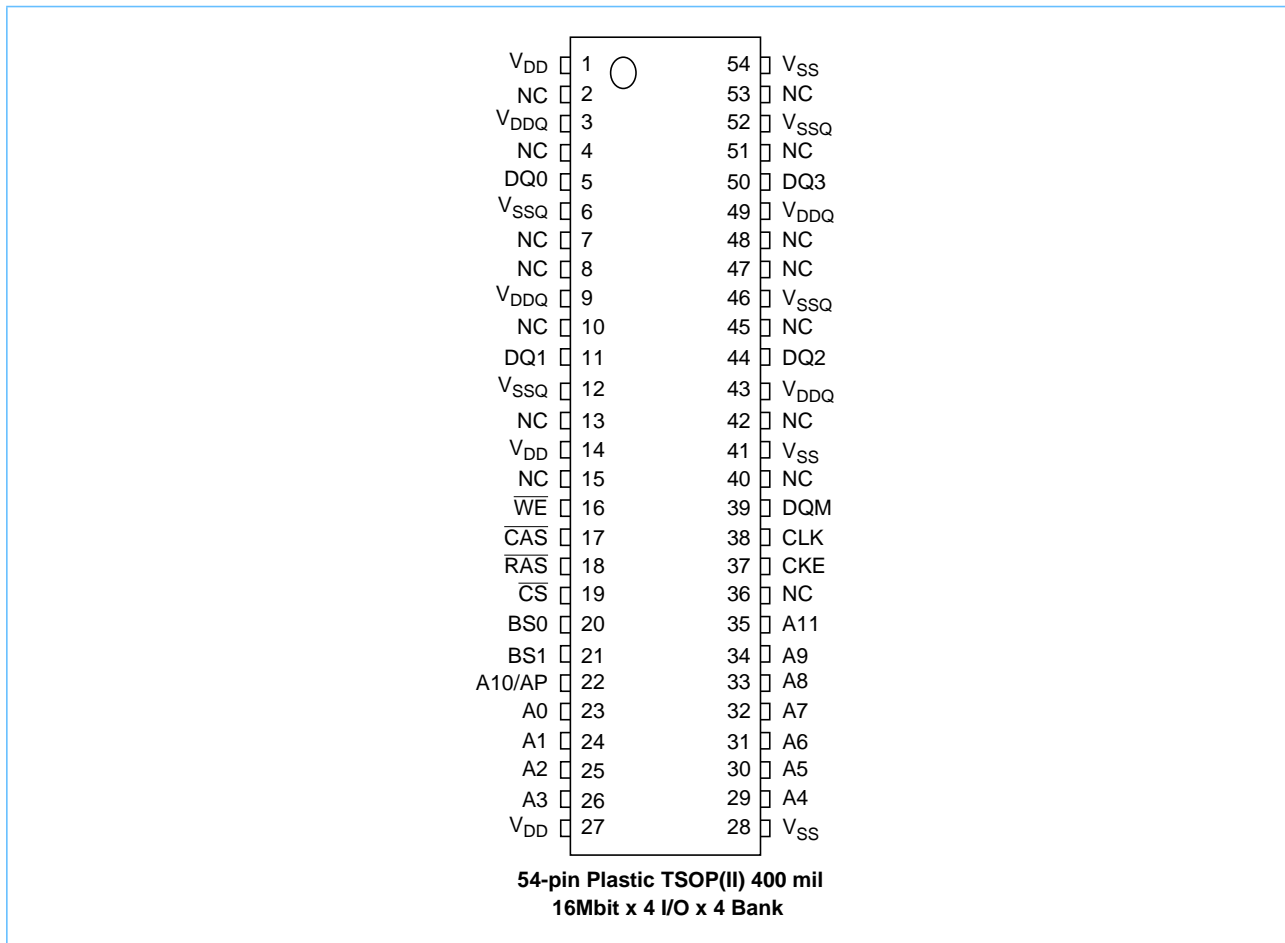 VDD 1 54 VSS
NC 2 53 NC
VDDQ 3 52 VSSQ
NC 4 51 NC
DQ0 5 50 DQ3
VSSQ 6 49 VDDQ
NC 7 48 NC
NC 8 47 NC
VDDQ 9 46 VSSQ
NC 10 45 NC
DQ1 11 44 DQ2
VSSQ 12 43 VDDQ
NC 13 42 NC
VDD 14 41 VSS
NC 15 40 NC
W̅E̅ 16 39 DQM
C̅A̅S̅ 17 38 CLK
R̅A̅S̅ 18 37 CKE
C̅S̅ 19 36 NC
BS0 20 35 A11
BS1 21 34 A9
A10/AP 22 33 A8
A0 23 32 A7
A1 24 31 A6
A2 25 30 A5
A3 26 29 A4
VDD 27 28 VSS
54-pin Plastic TSOP(II) 400 mil
16Mbit x 4 I/O x 4 Bank